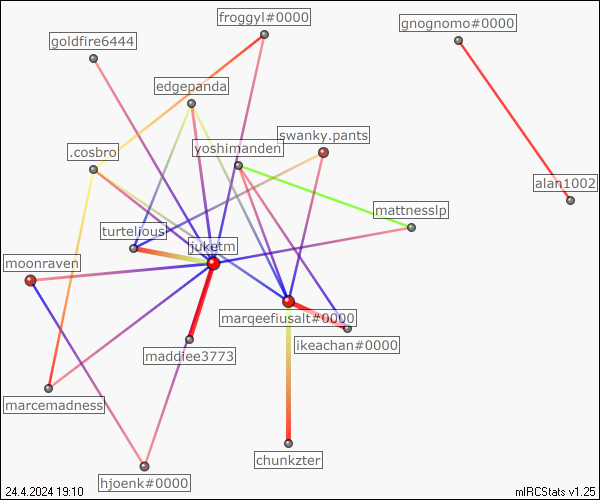 froggyl#0000
gnognomo#0000
goldfire6444
edgepanda
swanky.pants
yoshimanden
.cosbro
alan1002
mattnesslp
turtelious
juketm
moonraven
marqeefiusalt#0000
ikeachan#0000
maddiee3773
marcemadness
chunkzter
hjoenk#0000
24.4.2024 19:10
mIRCStats v1.25